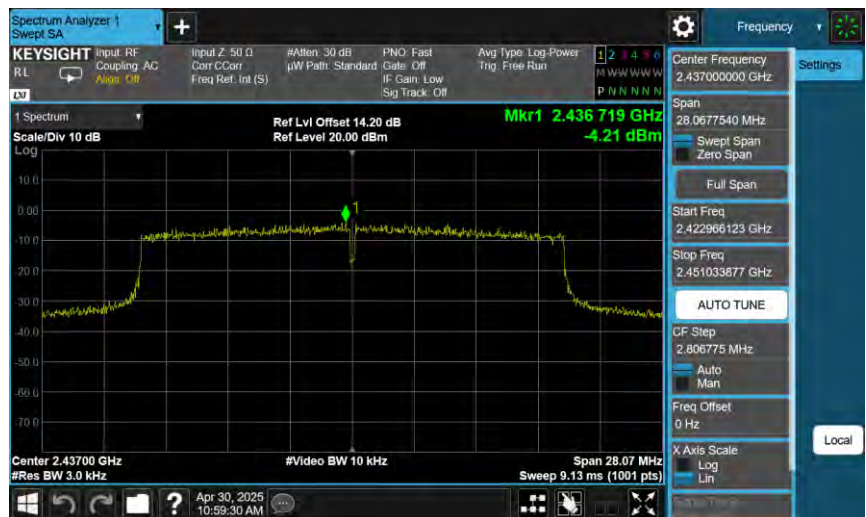 Spectrum Analyzer 1
Swept SA
+
Frequency
KEYSIGHT
RL
LXI
Input: RF
Coupling: AC
Align: Off
Input Z: 50 Ω
Corr CCorr
Freq Ref: Int (S)
#Atten: 30 dB
µW Path: Standard
PNO: Fast
Gate: Off
IF Gain: Low
Sig Track: Off
Avg Type: Log-Power
Trig: Free Run
1 2 3 4 5 6
M W W W W W
P N N N N N
1 Spectrum
Scale/Div 10 dB
Log
Ref Lvl Offset 14.20 dB
Ref Level 20.00 dBm
Mkr1 2.436 719 GHz
-4.21 dBm
10.0
0.00
-10.0
-20.0
-30.0
-40.0
-50.0
-60.0
-70.0
1
Center 2.43700 GHz
#Res BW 3.0 kHz
#Video BW 10 kHz
Span 28.07 MHz
Sweep 9.13 ms (1001 pts)
?
Apr 30, 2025
10:59:30 AM
Center Frequency
2.437000000 GHz
Settings
Span
28.0677540 MHz
Swept Span
Zero Span
Full Span
Start Freq
2.422966123 GHz
Stop Freq
2.451033877 GHz
AUTO TUNE
CF Step
2.806775 MHz
Auto
Man
Freq Offset
0 Hz
X Axis Scale
Log
Lin
Local